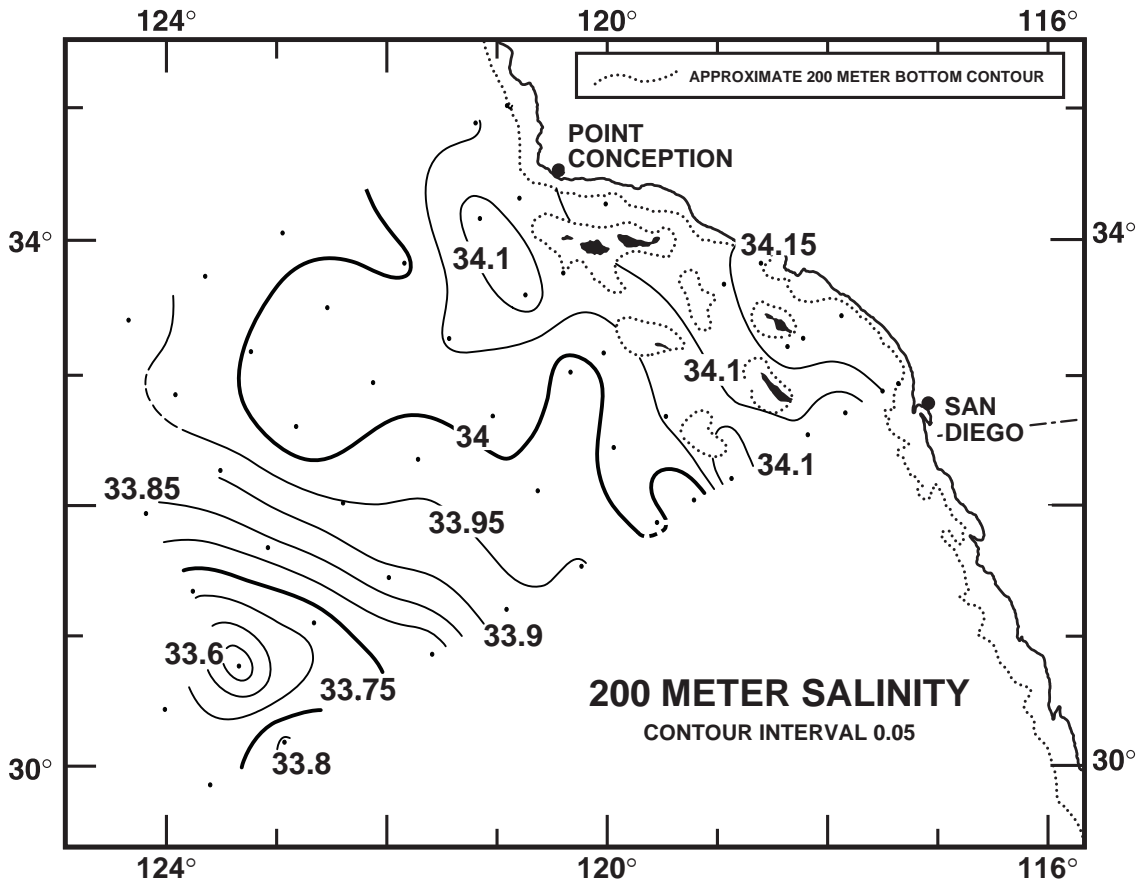 124° 120° 116°
APPROXIMATE 200 METER BOTTOM CONTOUR
POINT
CONCEPTION
34° 34.15 34°
34.1
34.1
SAN
DIEGO
34
34.1
33.85
33.95
33.9
33.6
33.75
200 METER SALINITY
CONTOUR INTERVAL 0.05
33.8
30° 30°
124° 120° 116°